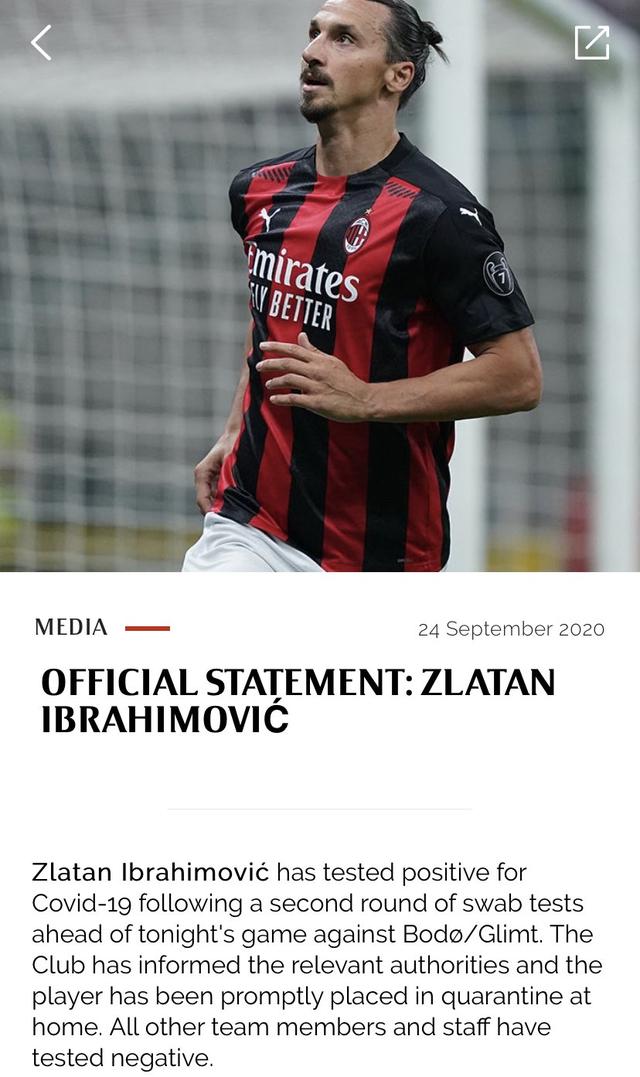 Emirates
FLY BETTER
7
MEDIA
24 September 2020
OFFICIAL STATEMENT: ZLATAN
IBRAHIMOVIĆ
Zlatan Ibrahimović has tested positive for
Covid-19 following a second round of swab tests
ahead of tonight's game against Bodø/Glimt. The
Club has informed the relevant authorities and the
player has been promptly placed in quarantine at
home. All other team members and staff have
tested negative.